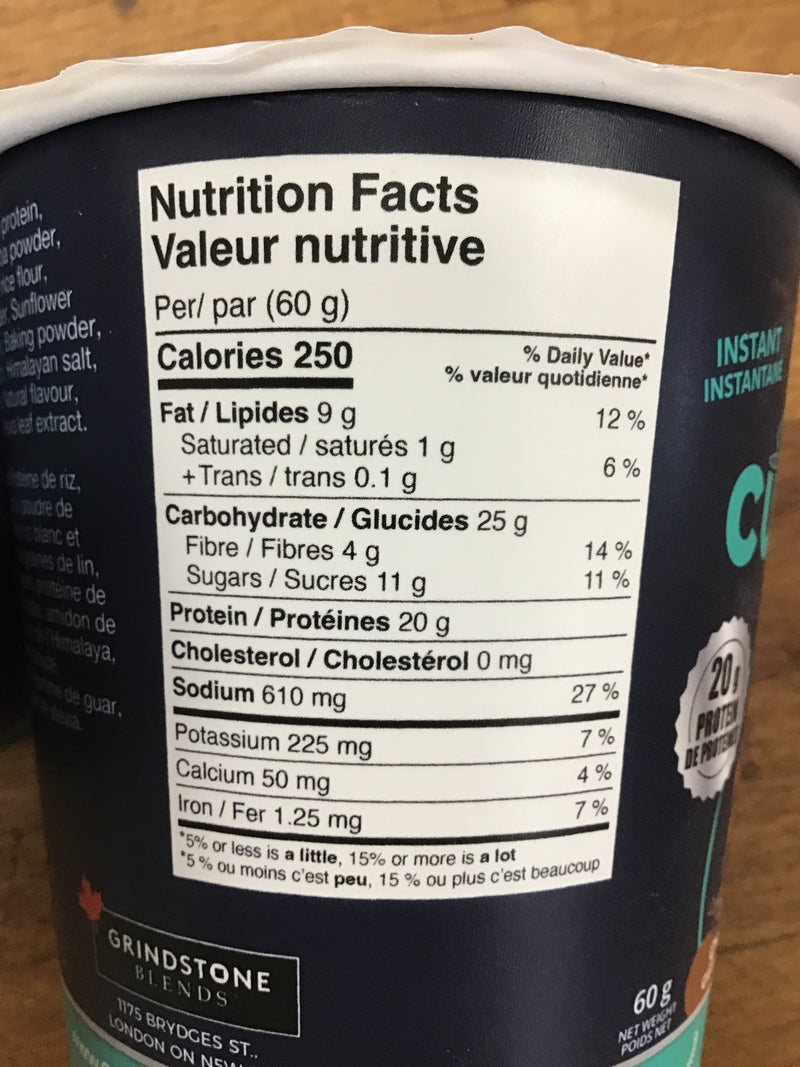 protein,
powder,
rice flour,
Sunflower
Baking powder,
Himalayan salt,
natural flavour,
leaf extract.
de riz,
poudre de
blanc et
graines de lin,
protéine de
amidon de
Himalaya,
de guar,
stevia.
Nutrition Facts
Valeur nutritive
Per/ par (60 g)
Calories 250
% Daily Value*
% valeur quotidienne*
Fat / Lipides 9 g 12 %
Saturated / saturés 1 g
+ Trans / trans 0.1 g 6 %
Carbohydrate / Glucides 25 g
Fibre / Fibres 4 g 14 %
Sugars / Sucres 11 g 11 %
Protein / Protéines 20 g
Cholesterol / Cholestérol 0 mg
Sodium 610 mg 27 %
Potassium 225 mg 7 %
Calcium 50 mg 4 %
Iron / Fer 1.25 mg 7 %
*5% or less is a little, 15% or more is a lot
*5 % ou moins c'est peu, 15 % ou plus c'est beaucoup
INSTANT
INSTANTANÉ
CU
20g
PROTEIN
DE PROTÉINES
GRINDSTONE
BLENDS
1175 BRYDGES ST..
LONDON ON N5W
60 g
NET WEIGHT
POIDS NET